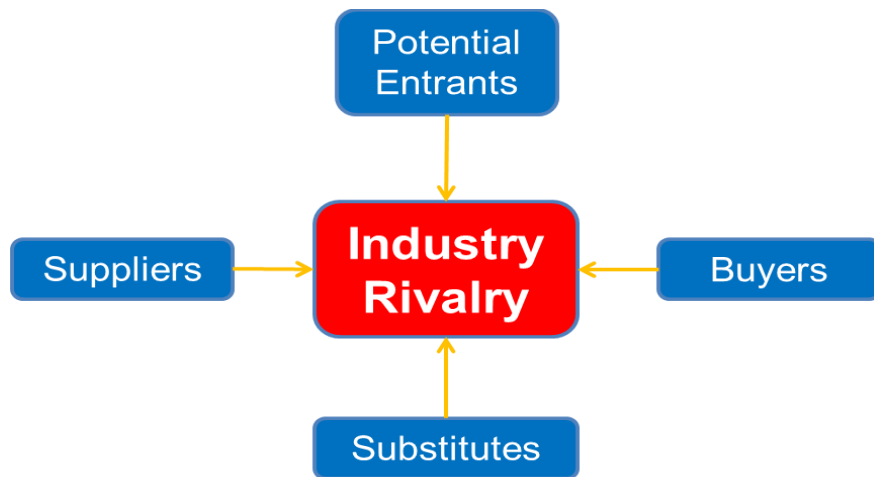 Potential
Entrants
Suppliers
Industry
Rivalry
Buyers
Substitutes